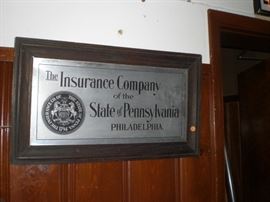 The Insurance Company
of the
State of Pennsylvania
PHILADELPHIA